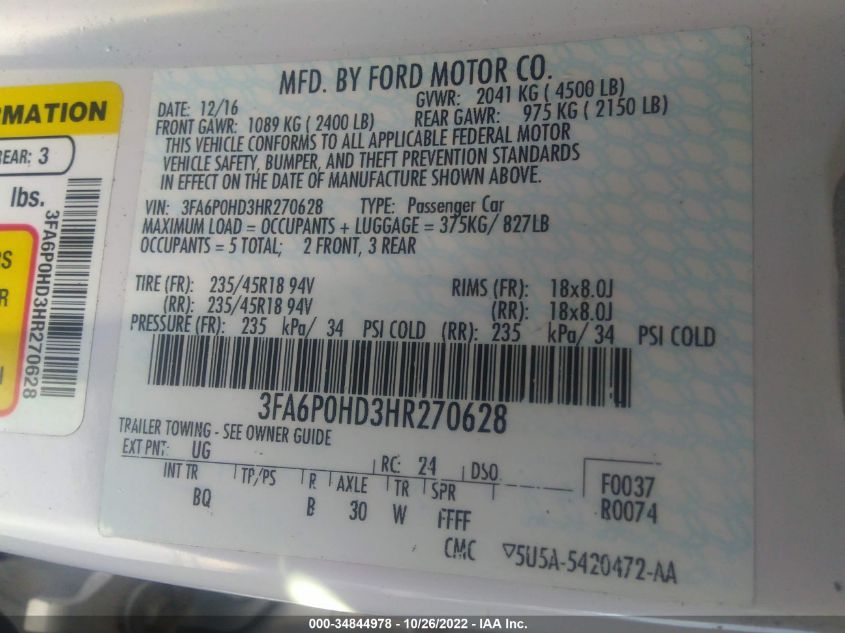 MFD. BY FORD MOTOR CO.
DATE: 12/16 GVWR: 2041 KG ( 4500 LB)
FRONT GAWR: 1089 KG ( 2400 LB) REAR GAWR: 975 KG ( 2150 LB)
THIS VEHICLE CONFORMS TO ALL APPLICABLE FEDERAL MOTOR
VEHICLE SAFETY, BUMPER, AND THEFT PREVENTION STANDARDS
IN EFFECT ON THE DATE OF MANUFACTURE SHOWN ABOVE.
VIN: 3FA6P0HD3HR270628 TYPE: Passenger Car
MAXIMUM LOAD = OCCUPANTS + LUGGAGE = 375KG/ 827LB
OCCUPANTS = 5 TOTAL; 2 FRONT, 3 REAR
TIRE (FR): 235/45R18 94V RIMS (FR): 18x8.0J
(RR): 235/45R18 94V (RR): 18x8.0J
PRESSURE (FR): 235 kPa/ 34 PSI COLD (RR): 235 kPa/ 34 PSI COLD
3FA6P0HD3HR270628
TRAILER TOWING - SEE OWNER GUIDE
EXT PNT: UG RC: 24 DSO:
INT TR TP/PS R AXLE TR SPR F0037
BQ B 30 W FFFF R0074
CMC 5U5A-5420472-AA
RMATION
REAR: 3
lbs.
3FA6P0HD3HR270628
RS
R
000-34844978 - 10/26/2022 - IAA Inc.